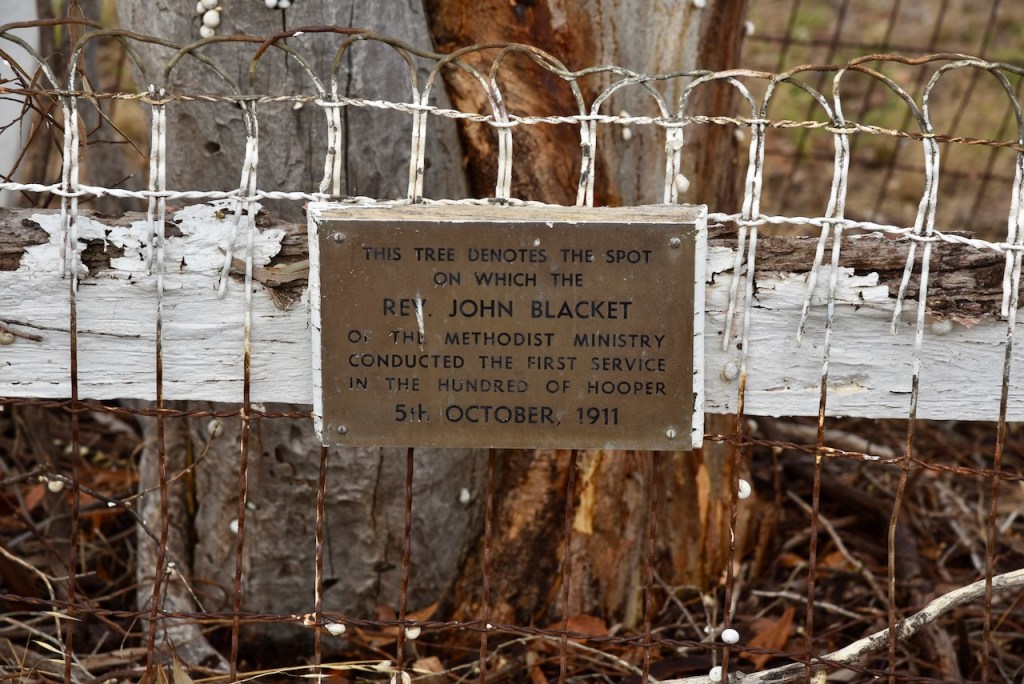 THIS TREE DENOTES THE SPOT
ON WHICH THE
REV. JOHN BLACKET
OF THE METHODIST MINISTRY
CONDUCTED THE FIRST SERVICE
IN THE HUNDRED OF HOOPER
5th OCTOBER, 1911